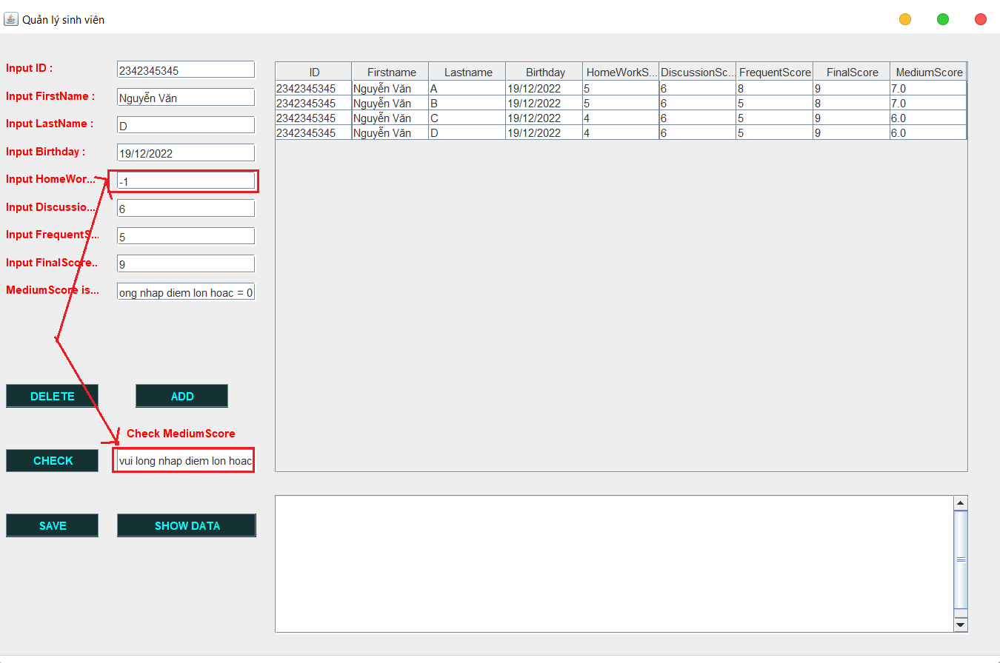 Quản lý sinh viên
Input ID : 2342345345
Input FirstName : Nguyễn Văn
Input LastName : D
Input Birthday : 19/12/2022
Input HomeWor... -1
Input Discussio... 6
Input FrequentS... 5
Input FinalScore.. 9
MediumScore is... ong nhap diem lon hoac = 0
DELETE ADD
Check MediumScore
CHECK vui long nhap diem lon hoac
SAVE SHOW DATA
ID Firstname Lastname Birthday HomeWorkS... DiscussionSc... FrequentScore FinalScore MediumScore
2342345345 Nguyễn Văn A 19/12/2022 5 6 8 9 7.0
2342345345 Nguyễn Văn B 19/12/2022 5 6 5 8 7.0
2342345345 Nguyễn Văn C 19/12/2022 4 6 5 9 6.0
2342345345 Nguyễn Văn D 19/12/2022 4 6 5 9 6.0